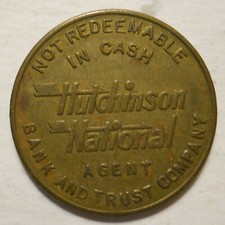 NOT REDEEMABLE
IN CASH
Hutchinson
National
AGENT
BANK AND TRUST COMPANY